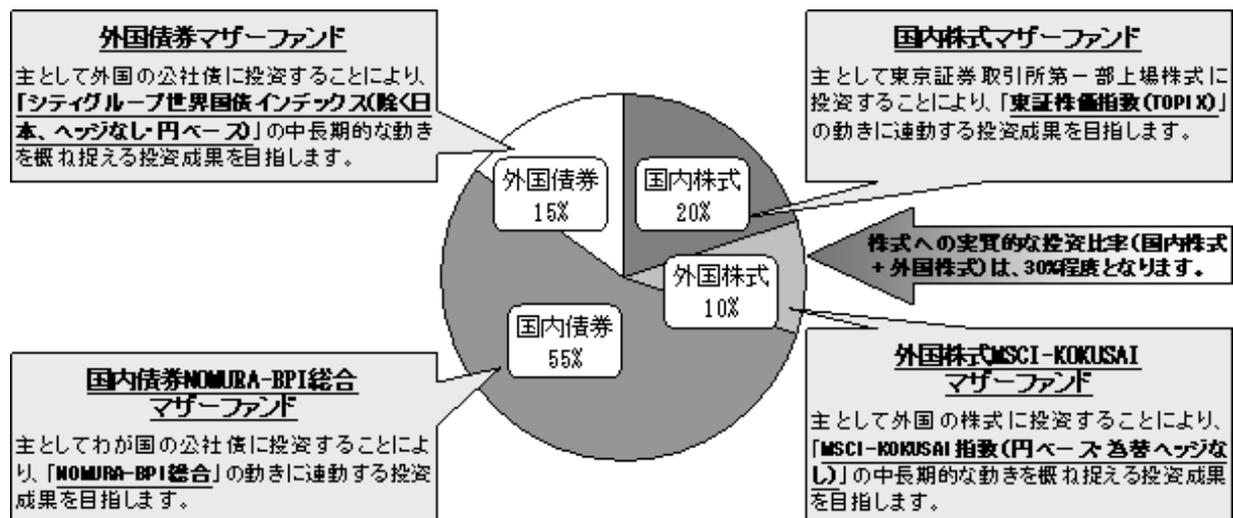 外国債券マザーファンド
主として外国の公社債に投資することにより、
「シティグループ世界国債インデックス(除く日
本、ヘッジなし・円ベース)」の中長期的な動き
を概ね捉える投資成果を目指します。
国内株式マザーファンド
主として東京証券取引所第一部上場株式に
投資することにより、「東証株価指数(TOPIX)」
の動きに連動する投資成果を目指します。
外国債券
15%
国内株式
20%
株式への実質的な投資比率(国内株式
+ 外国株式)は、30%程度となります。
外国株式
10%
国内債券
55%
国内債券NOMURA-BPI総合
マザーファンド
主としてわが国の公社債に投資することによ
り、「NOMURA-BPI総合」の動きに連動する投資
成果を目指します。
外国株式MSCI-KOKUSAI
マザーファンド
主として外国の株式に投資することにより、
「MSCI-KOKUSAI指数(円ベース・為替ヘッジな
し)」の中長期的な動きを概ね捉える投資成果
を目指します。